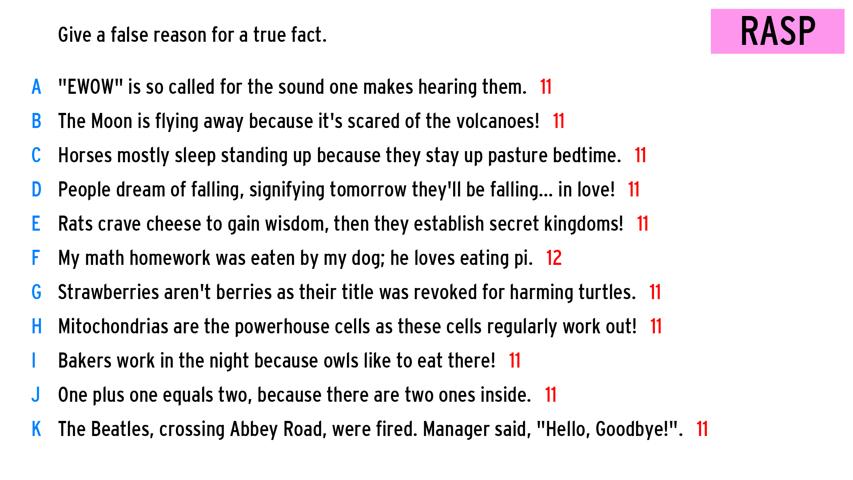 Give a false reason for a true fact.
RASP
A "EWOW" is so called for the sound one makes hearing them. 11
B The Moon is flying away because it's scared of the volcanoes! 11
C Horses mostly sleep standing up because they stay up pasture bedtime. 11
D People dream of falling, signifying tomorrow they'll be falling... in love! 11
E Rats crave cheese to gain wisdom, then they establish secret kingdoms! 11
F My math homework was eaten by my dog; he loves eating pi. 12
G Strawberries aren't berries as their title was revoked for harming turtles. 11
H Mitochondrias are the powerhouse cells as these cells regularly work out! 11
I Bakers work in the night because owls like to eat there! 11
J One plus one equals two, because there are two ones inside. 11
K The Beatles, crossing Abbey Road, were fired. Manager said, "Hello, Goodbye!". 11